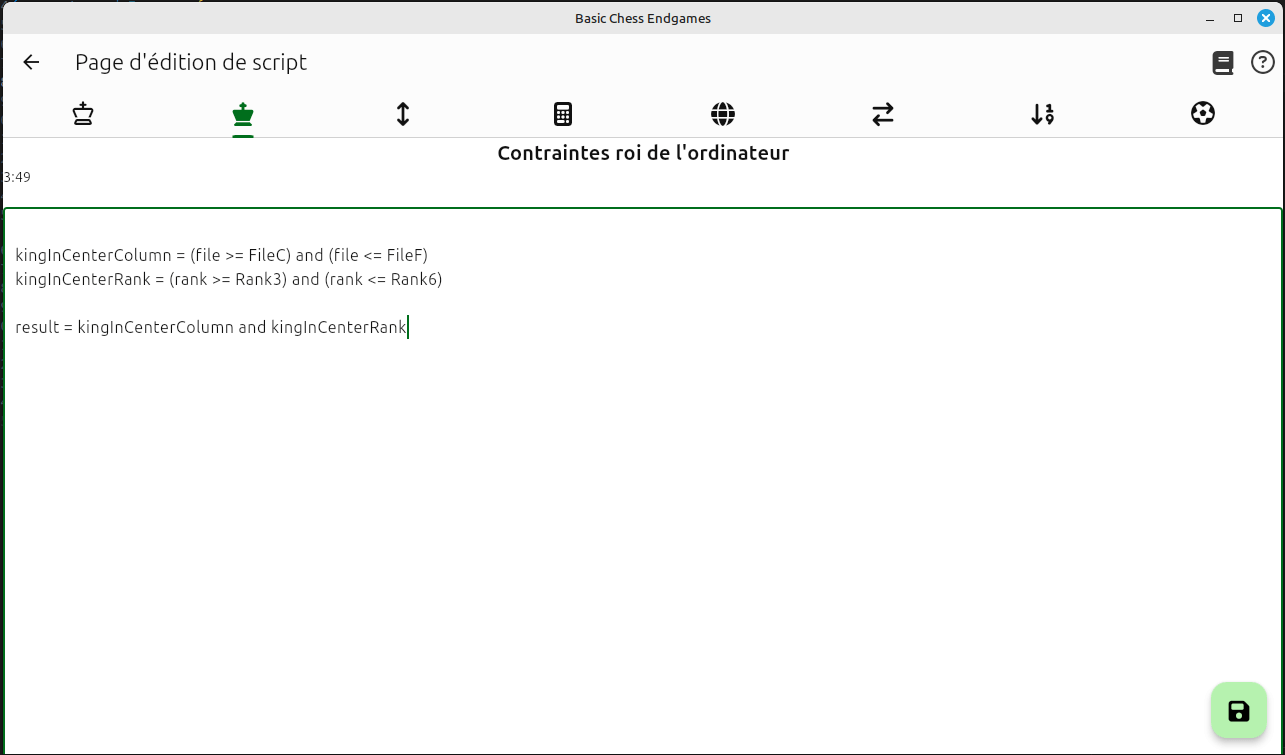 Basic Chess Endgames
Page d'édition de script
Contraintes roi de l'ordinateur
3:49
kingInCenterColumn = (file >= FileC) and (file <= FileF)
kingInCenterRank = (rank >= Rank3) and (rank <= Rank6)
result = kingInCenterColumn and kingInCenterRank